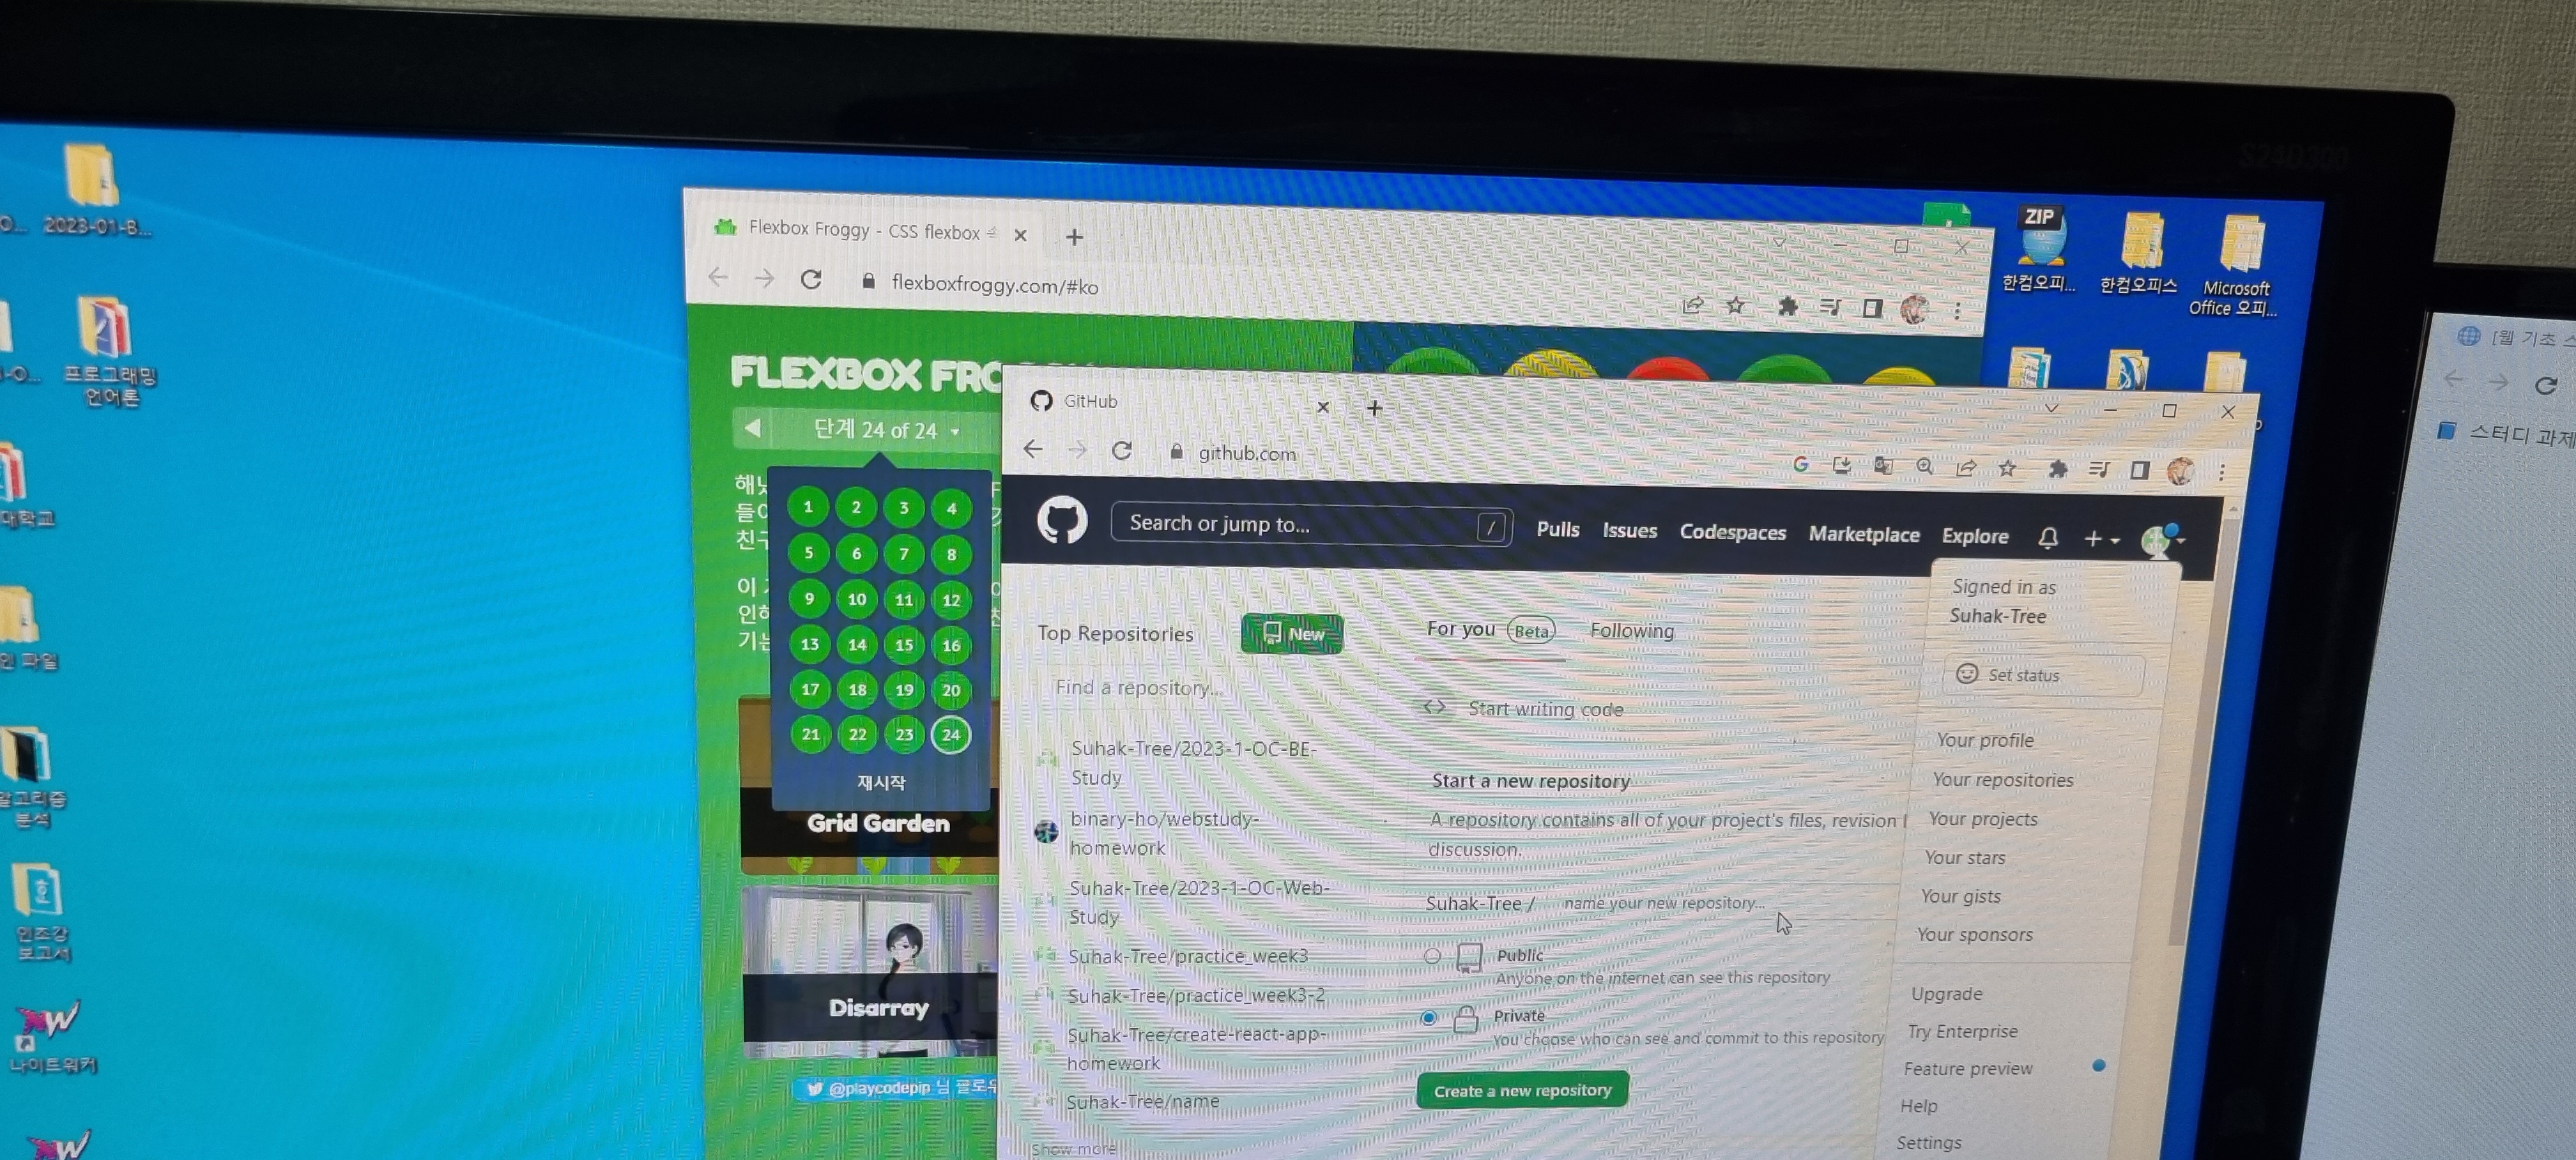 S24D300
2023-01-B...
프로그래밍
언어론
대학교
인 파일
알고리즘
분석
인조강
보고서
나이트워커
Flexbox Froggy - CSS flexbox
flexboxfroggy.com/#ko
FLEXBOX FRO
단계 24 of 24
1 2 3 4
5 6 7 8
9 10 11 12
13 14 15 16
17 18 19 20
21 22 23 24
재시작
Grid Garden
Disarray
@playcodepip 님 팔로우
ZIP
한컴오피...
한컴오피스
Microsoft
Office 오피...
GitHub
github.com
Search or jump to...
/
Pulls Issues Codespaces Marketplace Explore
Top Repositories
New
Find a repository...
Suhak-Tree/2023-1-OC-BE-
Study
binary-ho/webstudy-
homework
Suhak-Tree/2023-1-OC-Web-
Study
Suhak-Tree/practice_week3
Suhak-Tree/practice_week3-2
Suhak-Tree/create-react-app-
homework
Suhak-Tree/name
Show more
For you Beta Following
Start writing code
Start a new repository
A repository contains all of your project's files, revision
discussion.
Suhak-Tree / name your new repository...
Public
Anyone on the internet can see this repository
Private
You choose who can see and commit to this repository
Create a new repository
Signed in as
Suhak-Tree
Set status
Your profile
Your repositories
Your projects
Your stars
Your gists
Your sponsors
Upgrade
Try Enterprise
Feature preview
Help
Settings
[웹 기초 스
스터디 과제